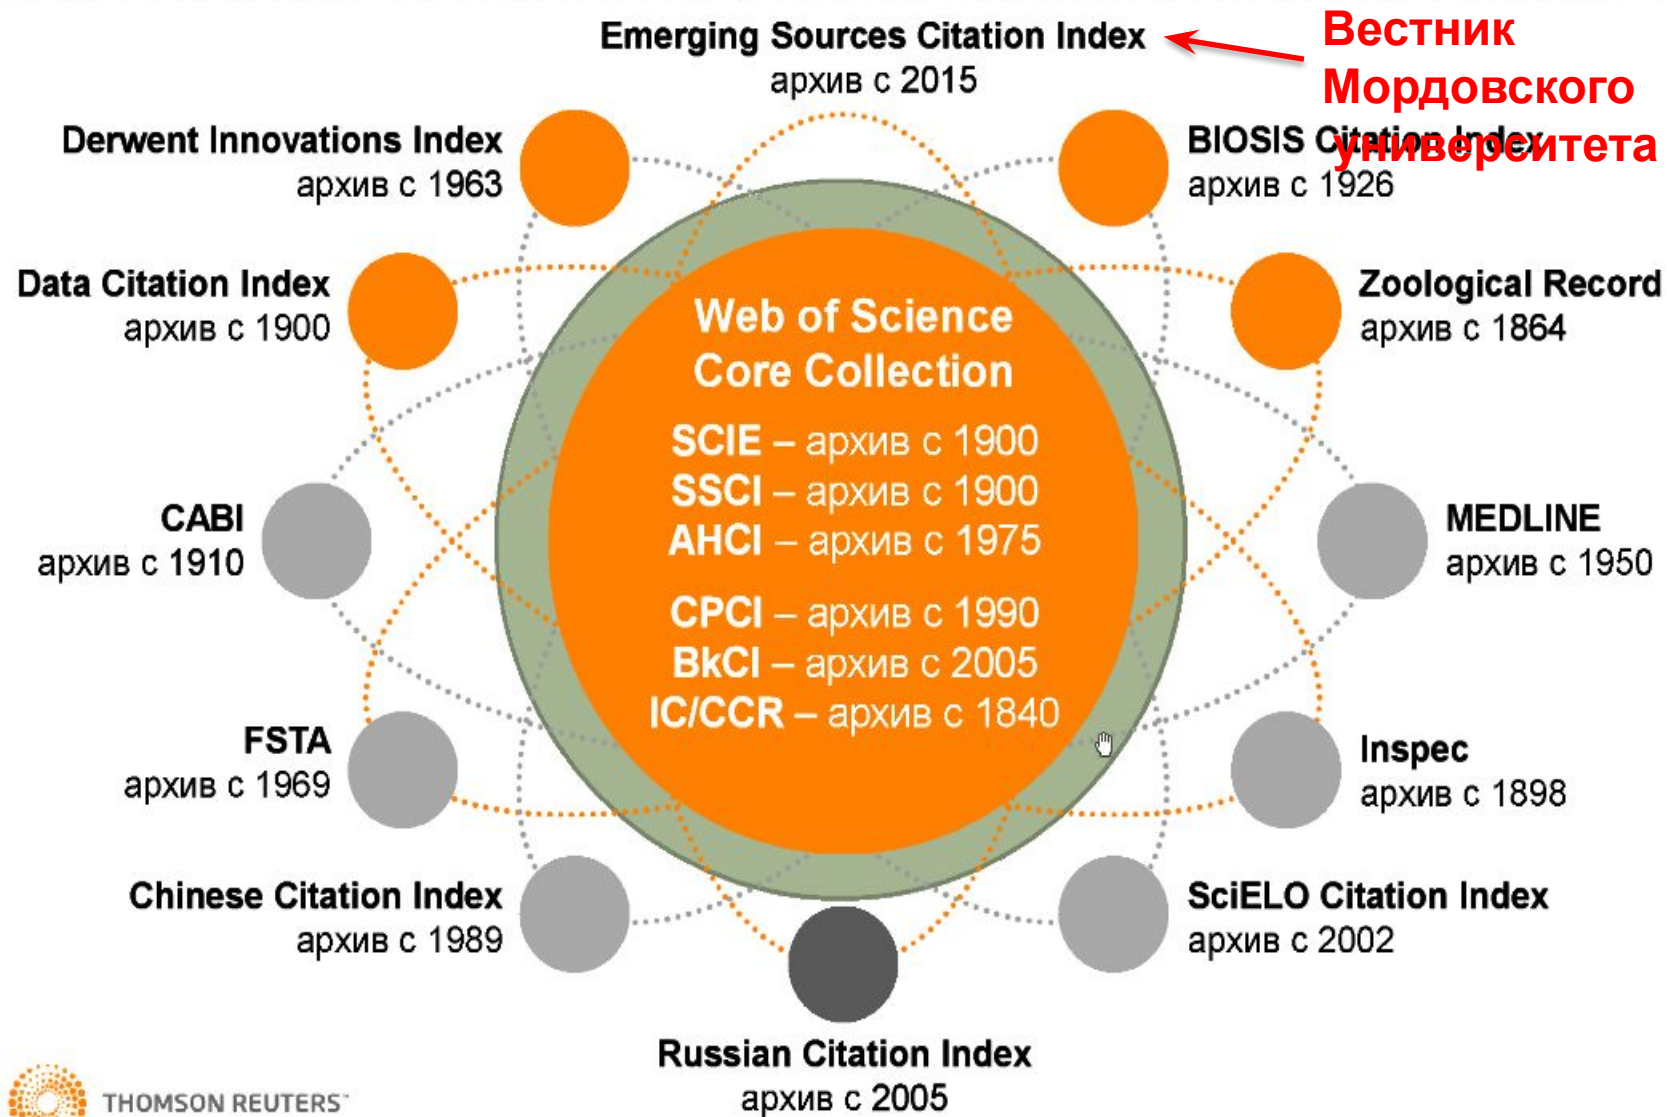 Emerging Sources Citation Index
архив с 2015
Вестник
Мордовского
университета
Derwent Innovations Index
архив с 1963
BIOSIS Citation Index
архив с 1926
Data Citation Index
архив с 1900
Zoological Record
архив с 1864
Web of Science
Core Collection
SCIE – архив с 1900
SSCI – архив с 1900
AHCI – архив с 1975
CPCI – архив с 1990
BkCI – архив с 2005
IC/CCR – архив с 1840
CABI
архив с 1910
MEDLINE
архив с 1950
FSTA
архив с 1969
Inspec
архив с 1898
Chinese Citation Index
архив с 1989
SciELO Citation Index
архив с 2002
Russian Citation Index
архив с 2005
THOMSON REUTERS™